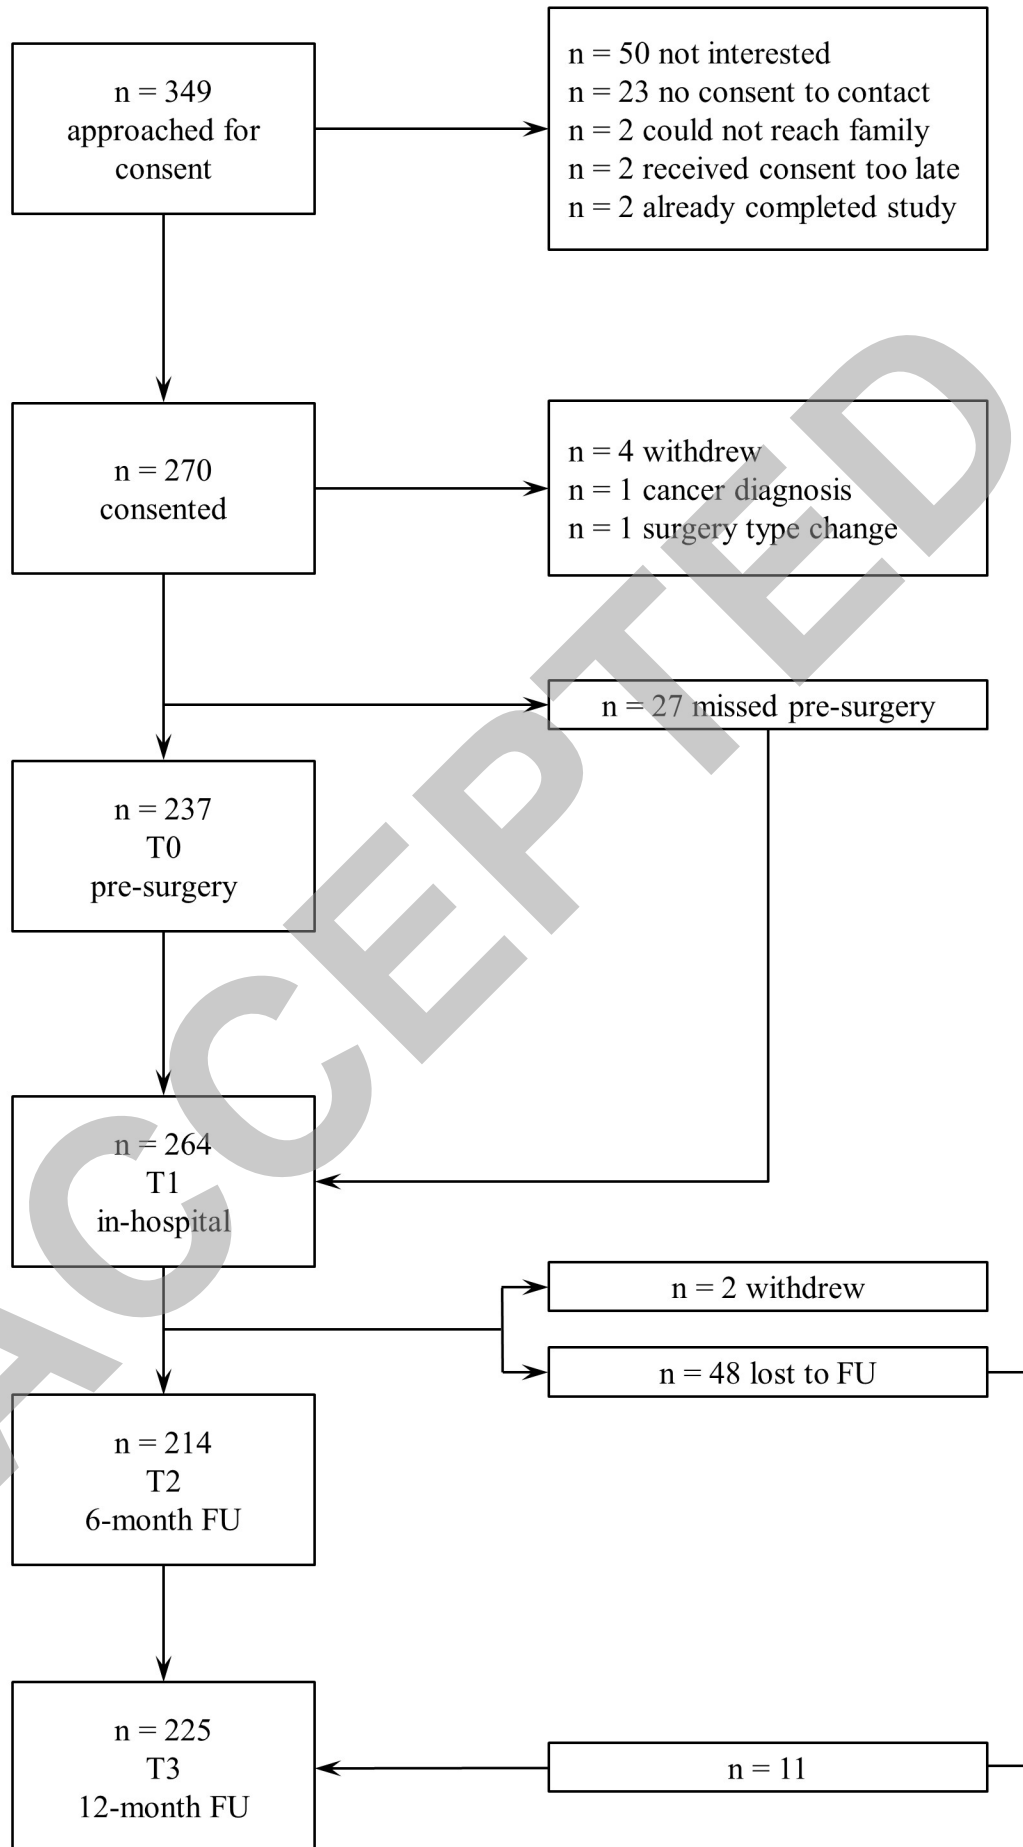 n = 349
approached for
consent
n = 50 not interested
n = 23 no consent to contact
n = 2 could not reach family
n = 2 received consent too late
n = 2 already completed study
n = 270
consented
n = 4 withdrew
n = 1 cancer diagnosis
n = 1 surgery type change
n = 27 missed pre-surgery
n = 237
T0
pre-surgery
n = 264
T1
in-hospital
n = 2 withdrew
n = 48 lost to FU
n = 214
T2
6-month FU
n = 225
T3
12-month FU
n = 11
ACCEPTED